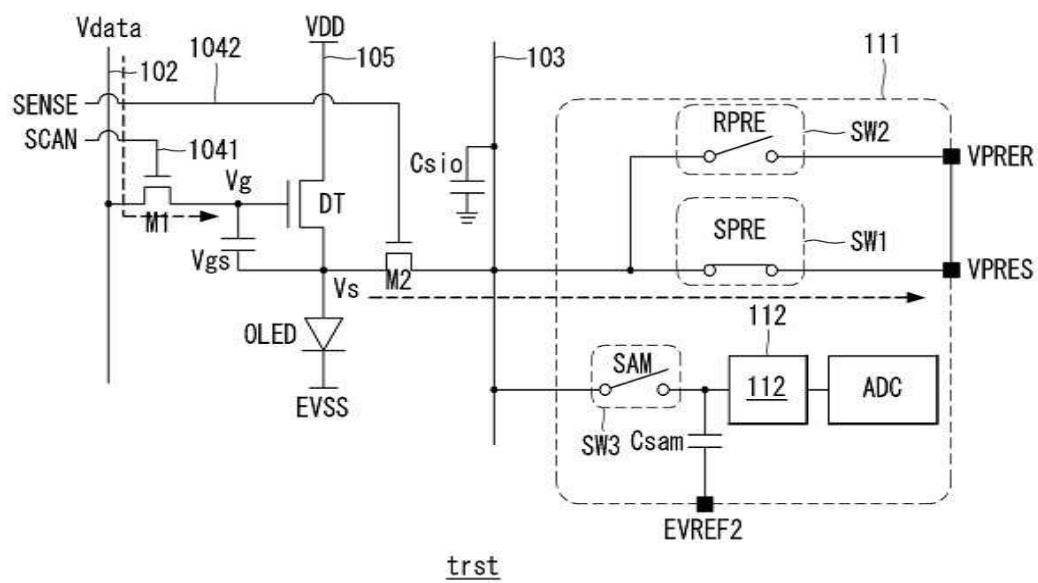 Vdata
VDD
102
1042
105
103
111
SENSE
SCAN
1041
RPRE
SW2
VPRER
Csio
Vg
DT
M1
SPRE
SW1
Vgs
Vs
M2
VPRES
OLED
112
SAM
112
ADC
EVSS
SW3
Csam
EVREF2
trst